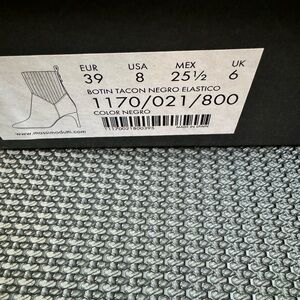 EUR USA MEX UK
39 8 25½ 6
BOTIN TACON NEGRO ELASTICO
1170/021/800
COLOR NEGRO
11700021800395
MADE IN SPAIN
www.massimodutti.com